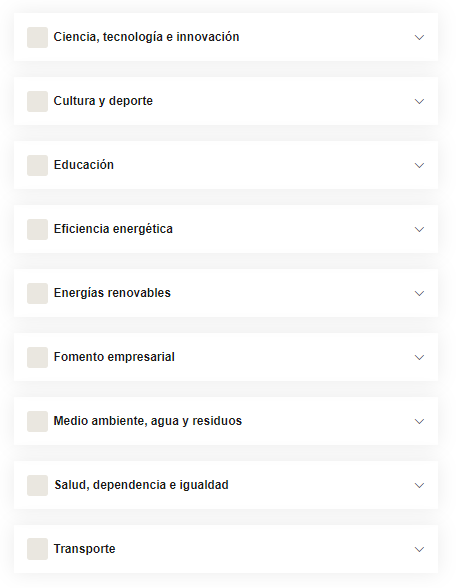 Ciencia, tecnología e innovación
Cultura y deporte
Educación
Eficiencia energética
Energías renovables
Fomento empresarial
Medio ambiente, agua y residuos
Salud, dependencia e igualdad
Transporte